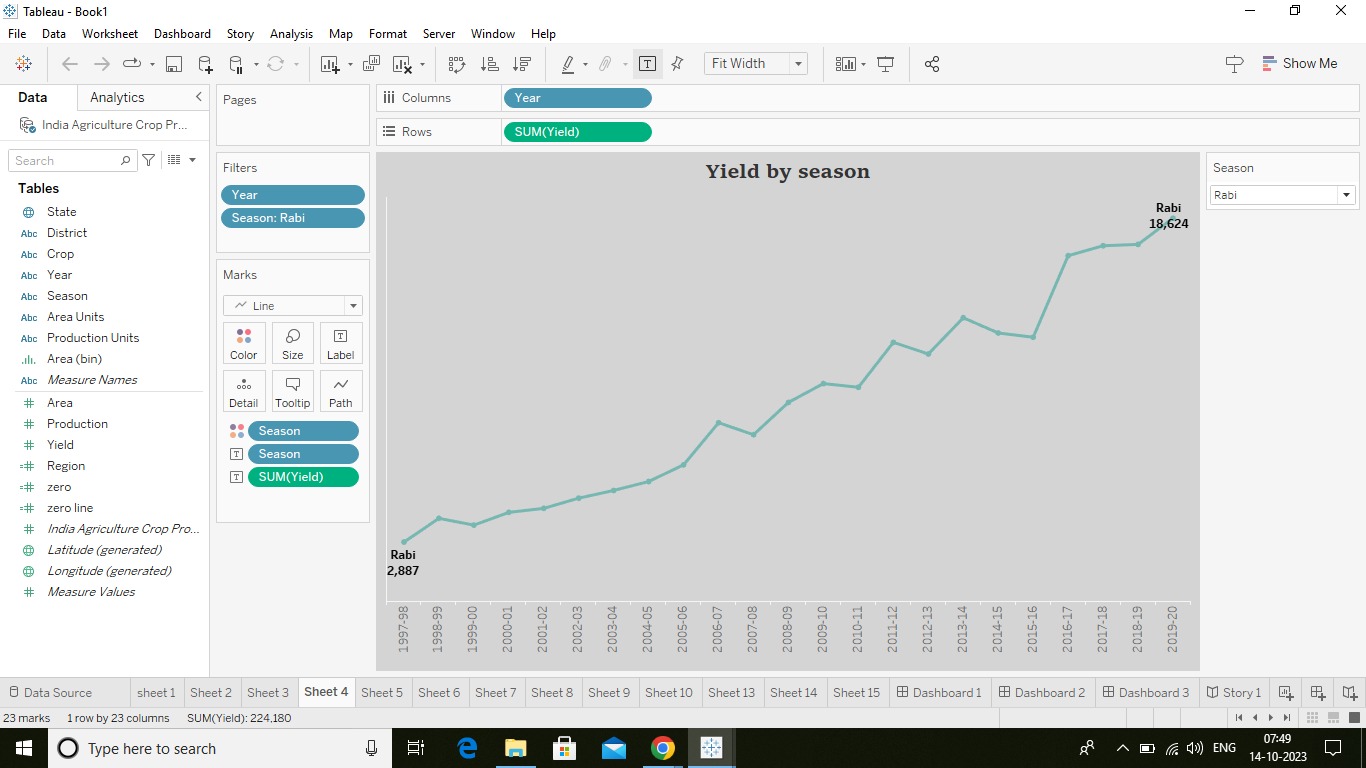 Tableau - Book1
File Data Worksheet Dashboard Story Analysis Map Format Server Window Help
Fit Width
Show Me
Data Analytics
India Agriculture Crop Pr...
Search
Tables
State
Abc District
Abc Crop
Abc Year
Abc Season
Abc Area Units
Abc Production Units
Area (bin)
Abc Measure Names
# Area
# Production
# Yield
=# Region
=# zero
=# zero line
# India Agriculture Crop Pro...
Latitude (generated)
Longitude (generated)
# Measure Values
Pages
Filters
Year
Season: Rabi
Marks
Line
Color Size Label
Detail Tooltip Path
Season
Season
SUM(Yield)
Columns Year
Rows SUM(Yield)
Yield by season
Rabi
18,624
Rabi
2,887
1997-98
1998-99
1999-00
2000-01
2001-02
2002-03
2003-04
2004-05
2005-06
2006-07
2007-08
2008-09
2009-10
2010-11
2011-12
2012-13
2013-14
2014-15
2015-16
2016-17
2017-18
2018-19
2019-20
Season
Rabi
Data Source sheet 1 Sheet 2 Sheet 3 Sheet 4 Sheet 5 Sheet 6 Sheet 7 Sheet 8 Sheet 9 Sheet 10 Sheet 13 Sheet 14 Sheet 15 Dashboard 1 Dashboard 2 Dashboard 3 Story 1
23 marks 1 row by 23 columns SUM(Yield): 224,180
Type here to search
ENG
07:49
14-10-2023